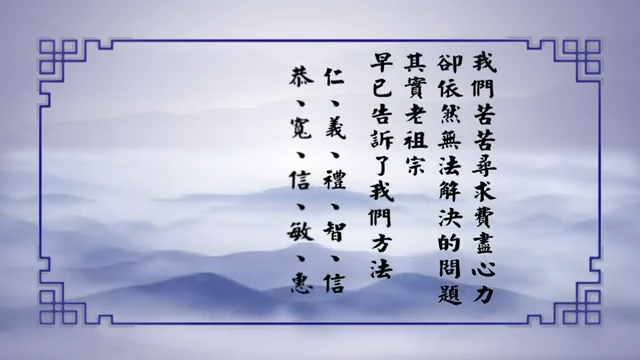 我們苦苦尋求費盡心力
卻依然無法解決的問題
其實老祖宗
早已告訴了我們方法
仁、義、禮、智、信
恭、寬、信、敏、惠